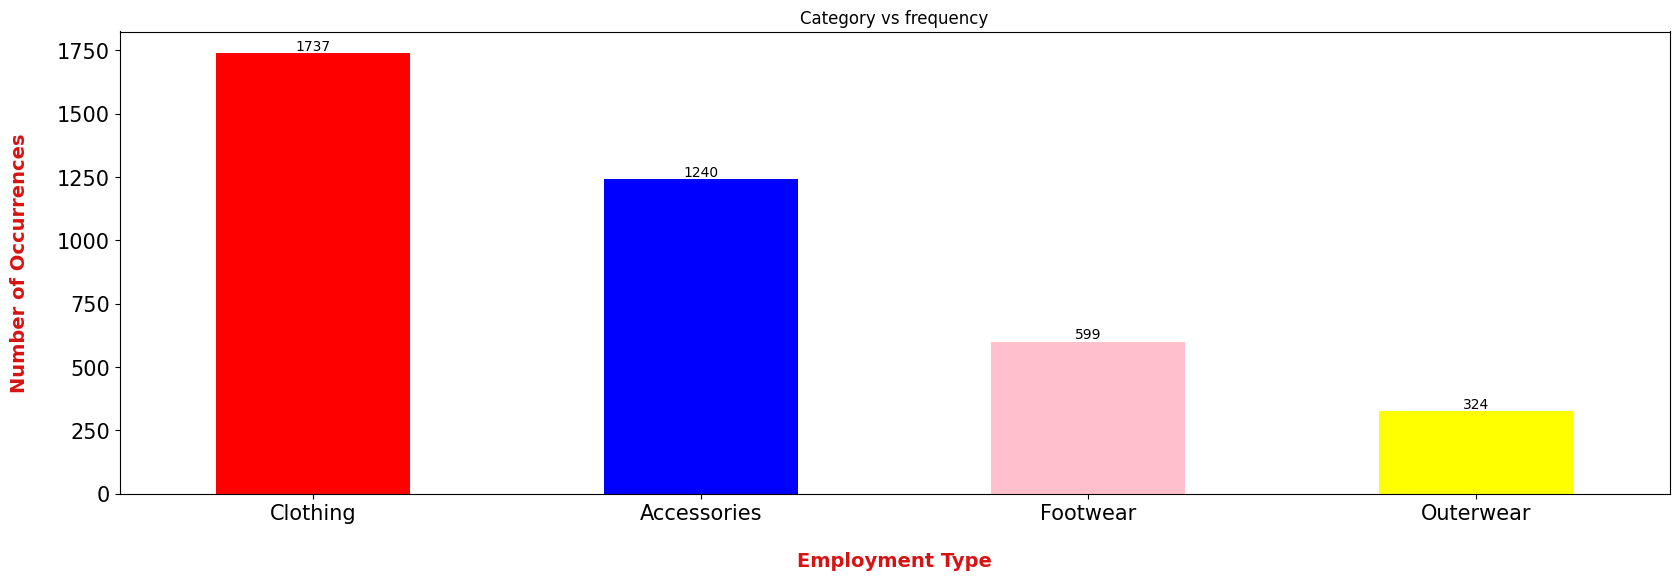 Category vs frequency
Number of Occurrences
1750
1500
1250
1000
750
500
250
0
1737
1240
599
324
Clothing
Accessories
Footwear
Outerwear
Employment Type